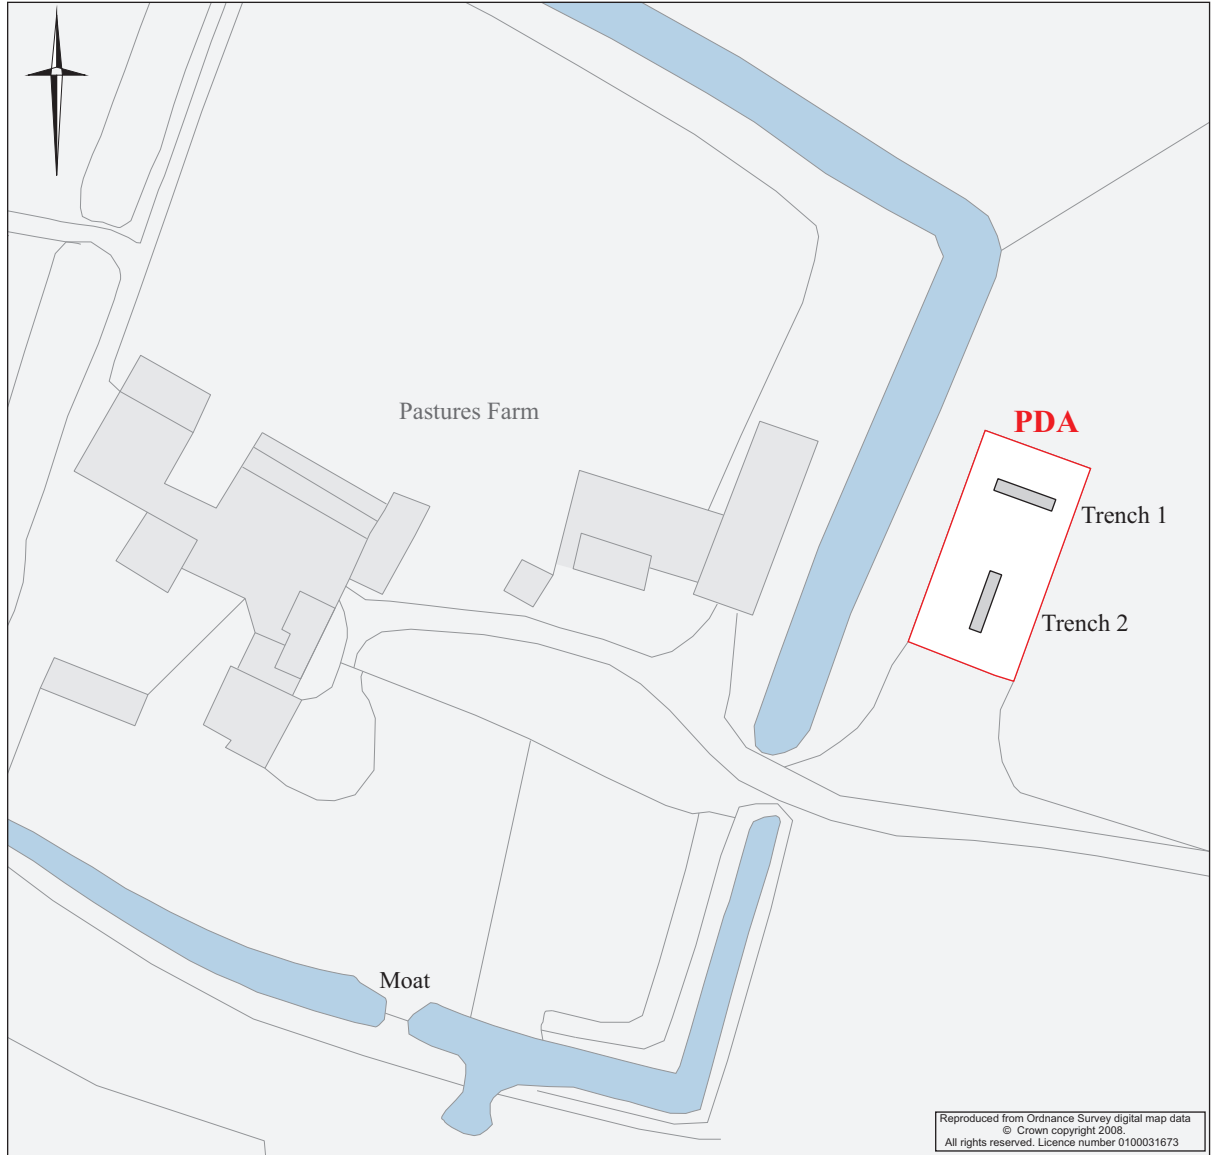 Pastures Farm
PDA
Trench 1
Trench 2
Moat
Reproduced from Ordnance Survey digital map data
© Crown copyright 2008.
All rights reserved. Licence number 0100031673